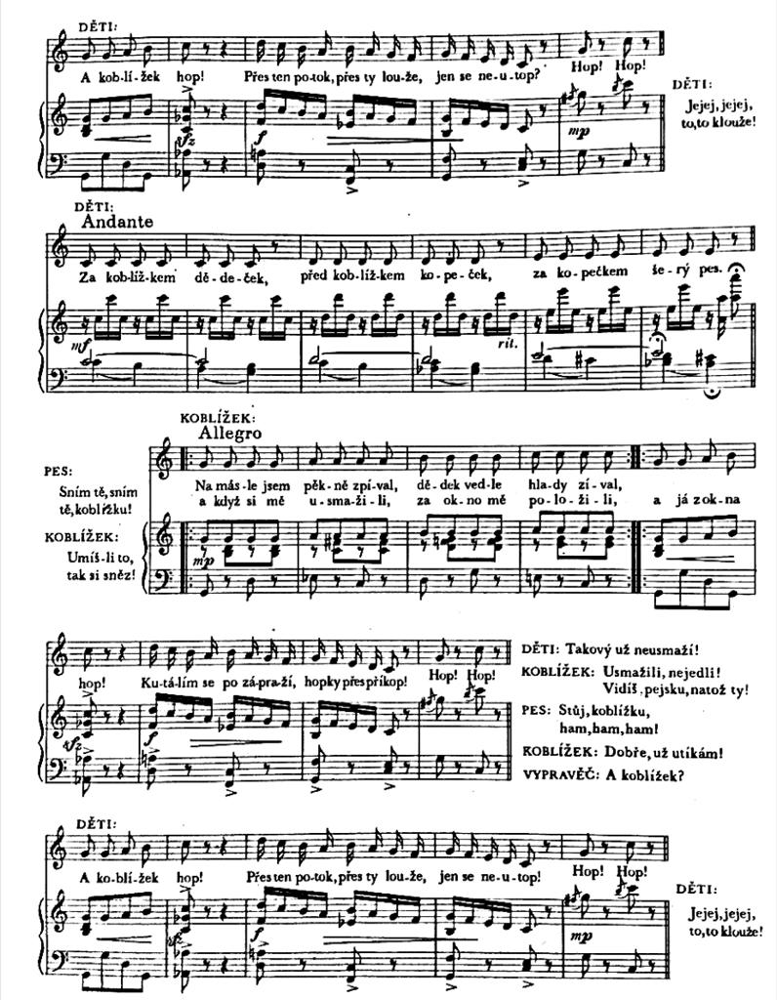 DĚTI:
A kob-lí-žek hop! Přes ten po-tok, přes ty lou-že, jen se ne-u-top? Hop! Hop!
DĚTI:
Jejej, jejej,
to, to klouže!
sfz f mp
DĚTI:
Andante
Za kob-líž-kem dě-de-ček, před kob-líž-kem ko-pe-ček, za ko-pečkem še-rý pes.
mf rit.
KOBLÍŽEK:
Allegro
PES:
Sním tě, sním
tě, koblížku!
Na más-le jsem pěk-ně zpí-val, dě-dek ved-le hla-dy zí-val,
a když si mě u-sma-ži-li, za ok-no mě po-lo-ži-li, a já z ok-na
KOBLÍŽEK:
Umíš-li to,
tak si sněz!
mp
hop! Ku-tá-lím se po zá-pra-ží, hopky přes příkop! Hop! Hop!
sfz f
DĚTI: Takový už neusmaží!
KOBLÍŽEK: Usmažili, nejedli!
Vidíš, pejsku, natož ty!
PES: Stůj, koblížku,
ham, ham, ham!
KOBLÍŽEK: Dobře, už utíkám!
VYPRAVĚČ: A koblížek?
DĚTI:
A ko-blí-žek hop! Přes ten po-tok, přes ty lou-že, jen se ne-u-top! Hop! Hop!
DĚTI:
Jejej, jejej,
to, to klouže!
sfz f mp